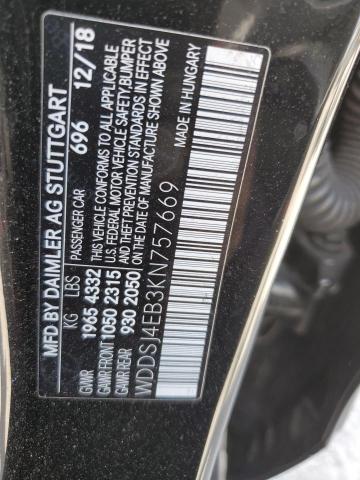 MFD BY DAIMLER AG STUTTGART
PASSENGER CAR 696 12/18
KG LBS
GVWR 1965 4332
GAWR FRONT 1050 2315
GAWR REAR 930 2050
THIS VEHICLE CONFORMS TO ALL APPLICABLE
U.S. FEDERAL MOTOR VEHICLE SAFETY, BUMPER
AND THEFT PREVENTION STANDARDS IN EFFECT
ON THE DATE OF MANUFACTURE SHOWN ABOVE
WDDSJ4EB3KN757669
MADE IN HUNGARY